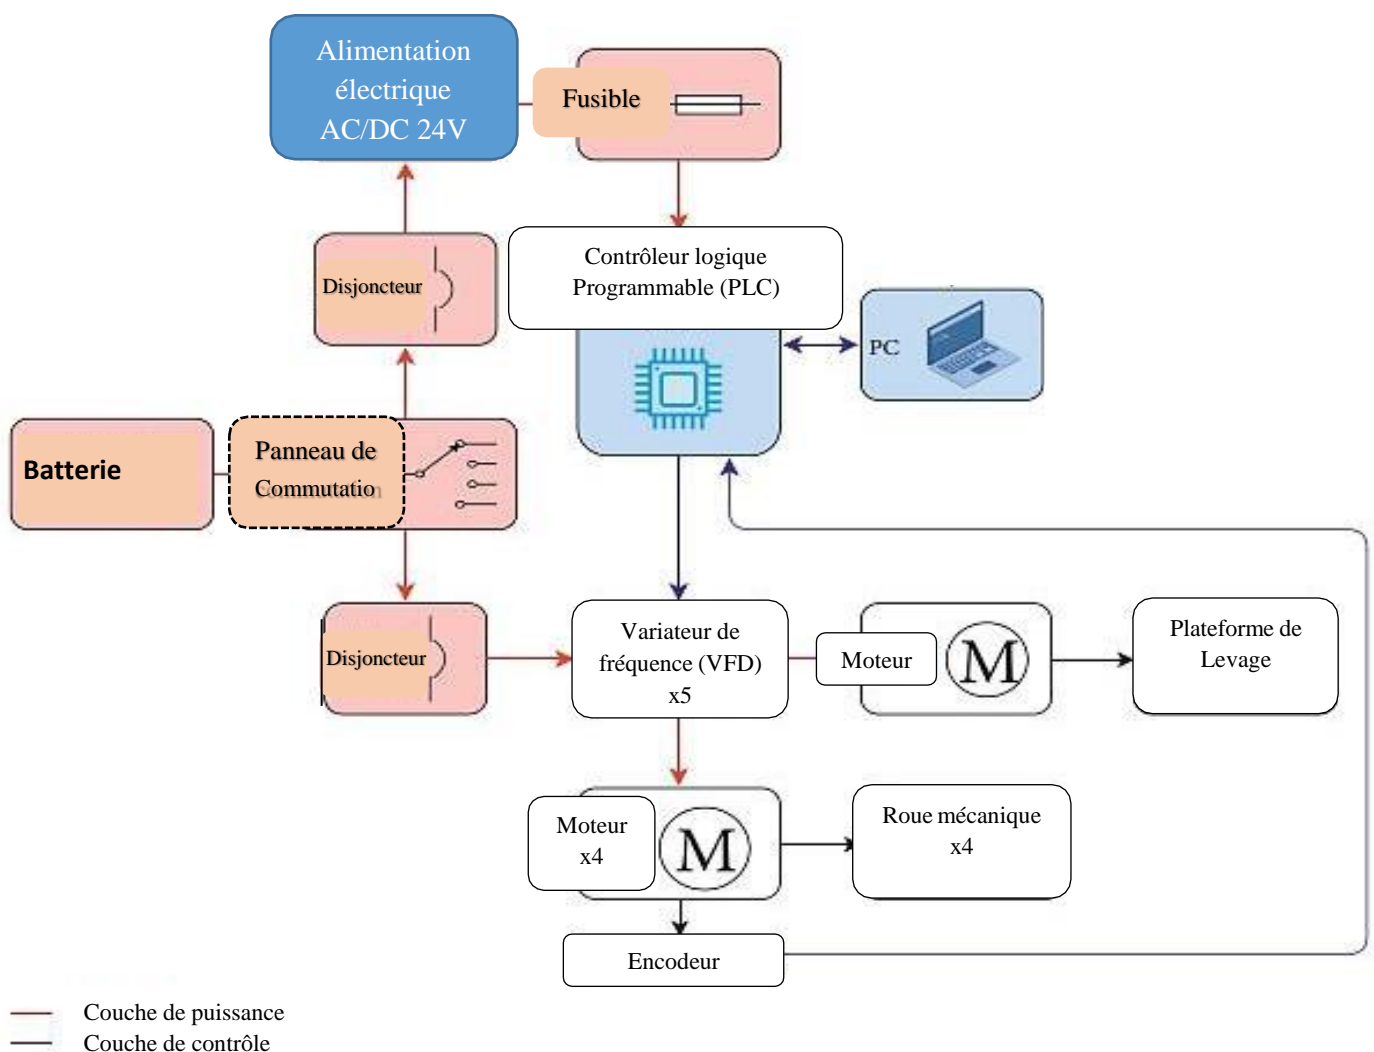 Alimentation
électrique
AC/DC 24V
Fusible
Contrôleur logique
Programmable (PLC)
Disjoncteur
PC
Batterie
Panneau de
Commutatio
Disjoncteur
Variateur de
fréquence (VFD)
x5
Moteur
M
Plateforme de
Levage
Moteur
x4
M
Roue mécanique
x4
Encodeur
Couche de puissance
Couche de contrôle